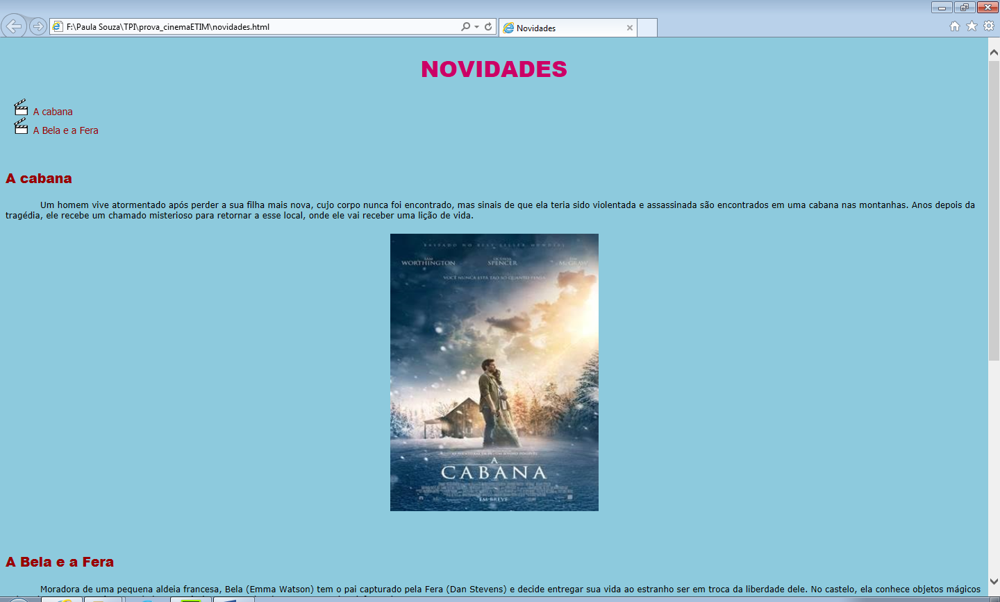 F:\Paula Souza\TPI\prova_cinemaETIM\novidades.html
Novidades
NOVIDADES
A cabana
A Bela e a Fera
A cabana
Um homem vive atormentado após perder a sua filha mais nova, cujo corpo nunca foi encontrado, mas sinais de que ela teria sido violentada e assassinada são encontrados em uma cabana nas montanhas. Anos depois da
tragédia, ele recebe um chamado misterioso para retornar a esse local, onde ele vai receber uma lição de vida.
BASEADO NO BEST SELLER MUNDIAL
SAM WORTHINGTON
OCTAVIA SPENCER
TIM McGRAW
VOCÊ NUNCA ESTÁ TÃO SÓ QUANTO PENSA
A
CABANA
EM BREVE
A Bela e a Fera
Moradora de uma pequena aldeia francesa, Bela (Emma Watson) tem o pai capturado pela Fera (Dan Stevens) e decide entregar sua vida ao estranho ser em troca da liberdade dele. No castelo, ela conhece objetos mágicos